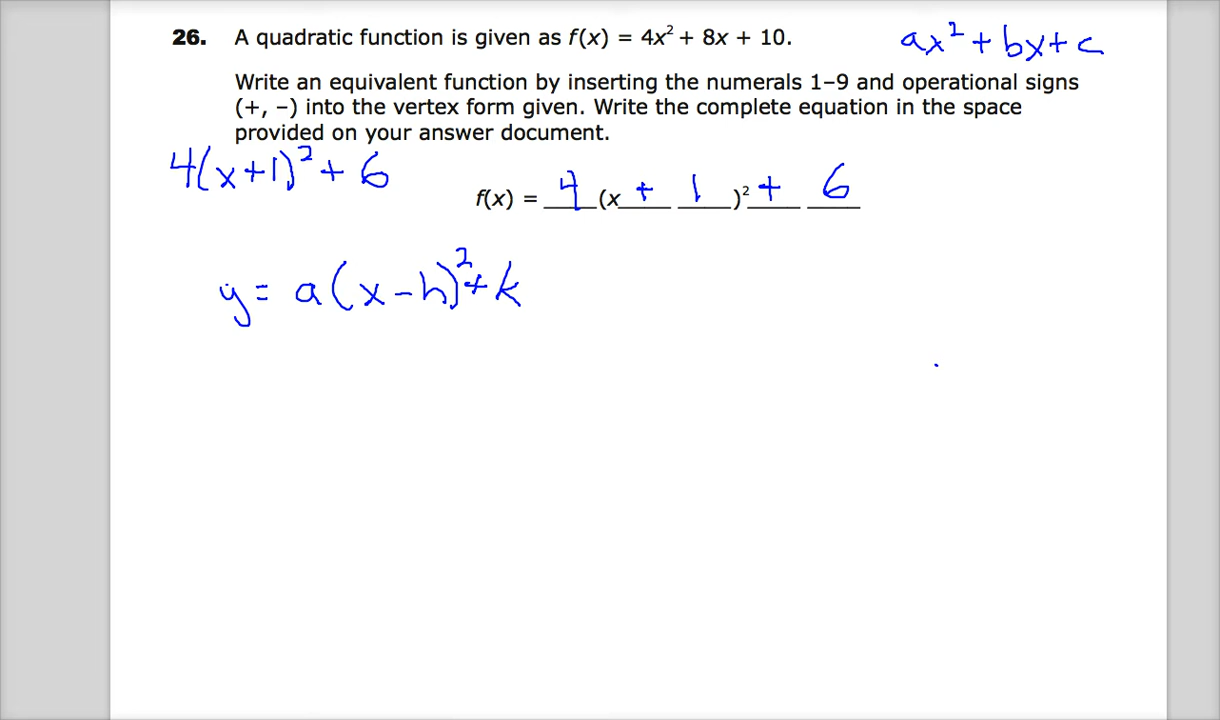 26. A quadratic function is given as f(x) = 4x² + 8x + 10.
ax² + bx + c
Write an equivalent function by inserting the numerals 1–9 and operational signs
(+, –) into the vertex form given. Write the complete equation in the space
provided on your answer document.
4(x+1)² + 6
f(x) = 4 (x + 1 )² + 6
y = a(x-h)² + k